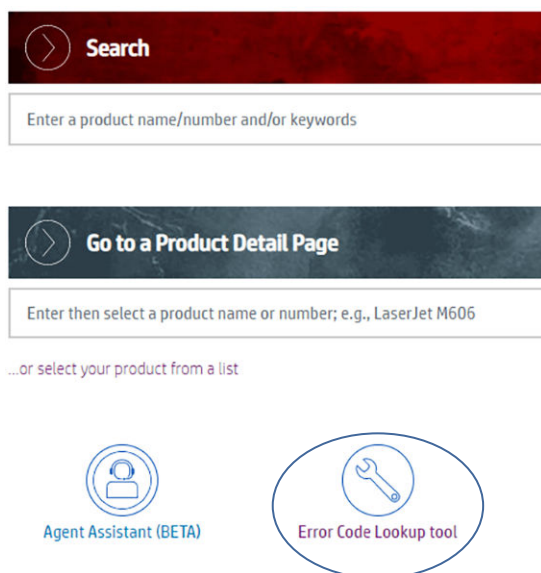 Search
Enter a product name/number and/or keywords
Go to a Product Detail Page
Enter then select a product name or number; e.g., LaserJet M606
...or select your product from a list
Agent Assistant (BETA)
Error Code Lookup tool